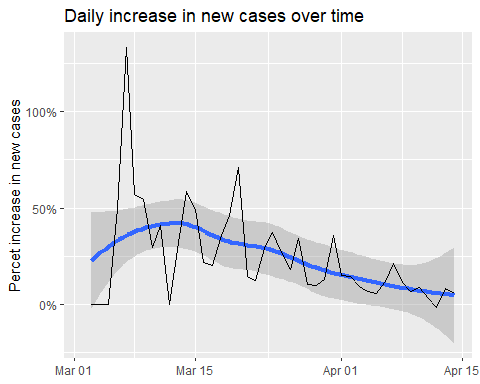 Daily increase in new cases over time
Percet increase in new cases
100%
50%
0%
Mar 01
Mar 15
Apr 01
Apr 15